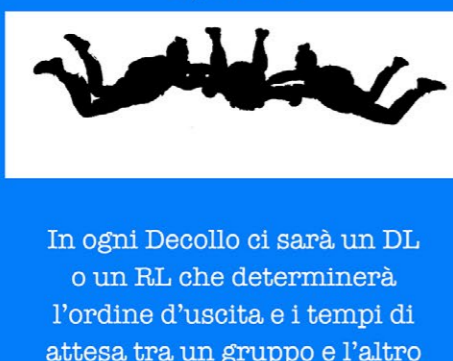 In ogni Decollo ci sarà un DL
o un RL che determinerà
l'ordine d'uscita e i tempi di
attesa tra un gruppo e l'altro